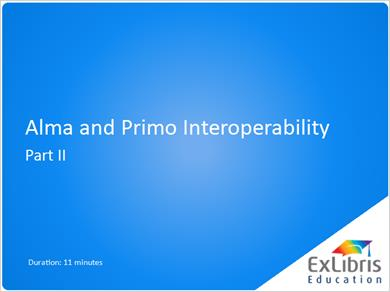 Alma and Primo Interoperability
Part II
Duration: 11 minutes
ExLibris
Education